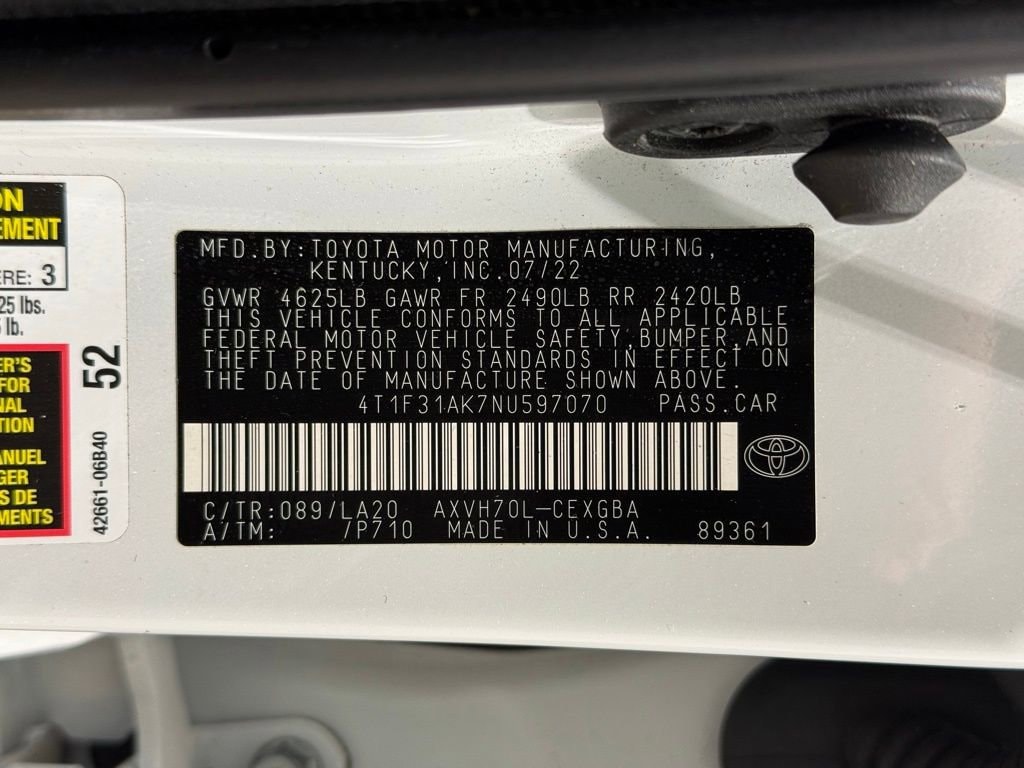 ON
EMENT
ERE: 3
25 lbs.
lb.
ER'S
FOR
NAL
TION
ANUEL
GER
S DE
MENTS
52
42661-06B40
MFD.BY:TOYOTA MOTOR MANUFACTURING,
KENTUCKY,INC.07/22
GVWR 4625LB GAWR FR 2490LB RR 2420LB
THIS VEHICLE CONFORMS TO ALL APPLICABLE
FEDERAL MOTOR VEHICLE SAFETY,BUMPER,AND
THEFT PREVENTION STANDARDS IN EFFECT ON
THE DATE OF MANUFACTURE SHOWN ABOVE.
4T1F31AK7NU597070 PASS.CAR
C/TR:089/LA20 AXVH70L-CEXGBA
A/TM: /P710 MADE IN U.S.A. 89361